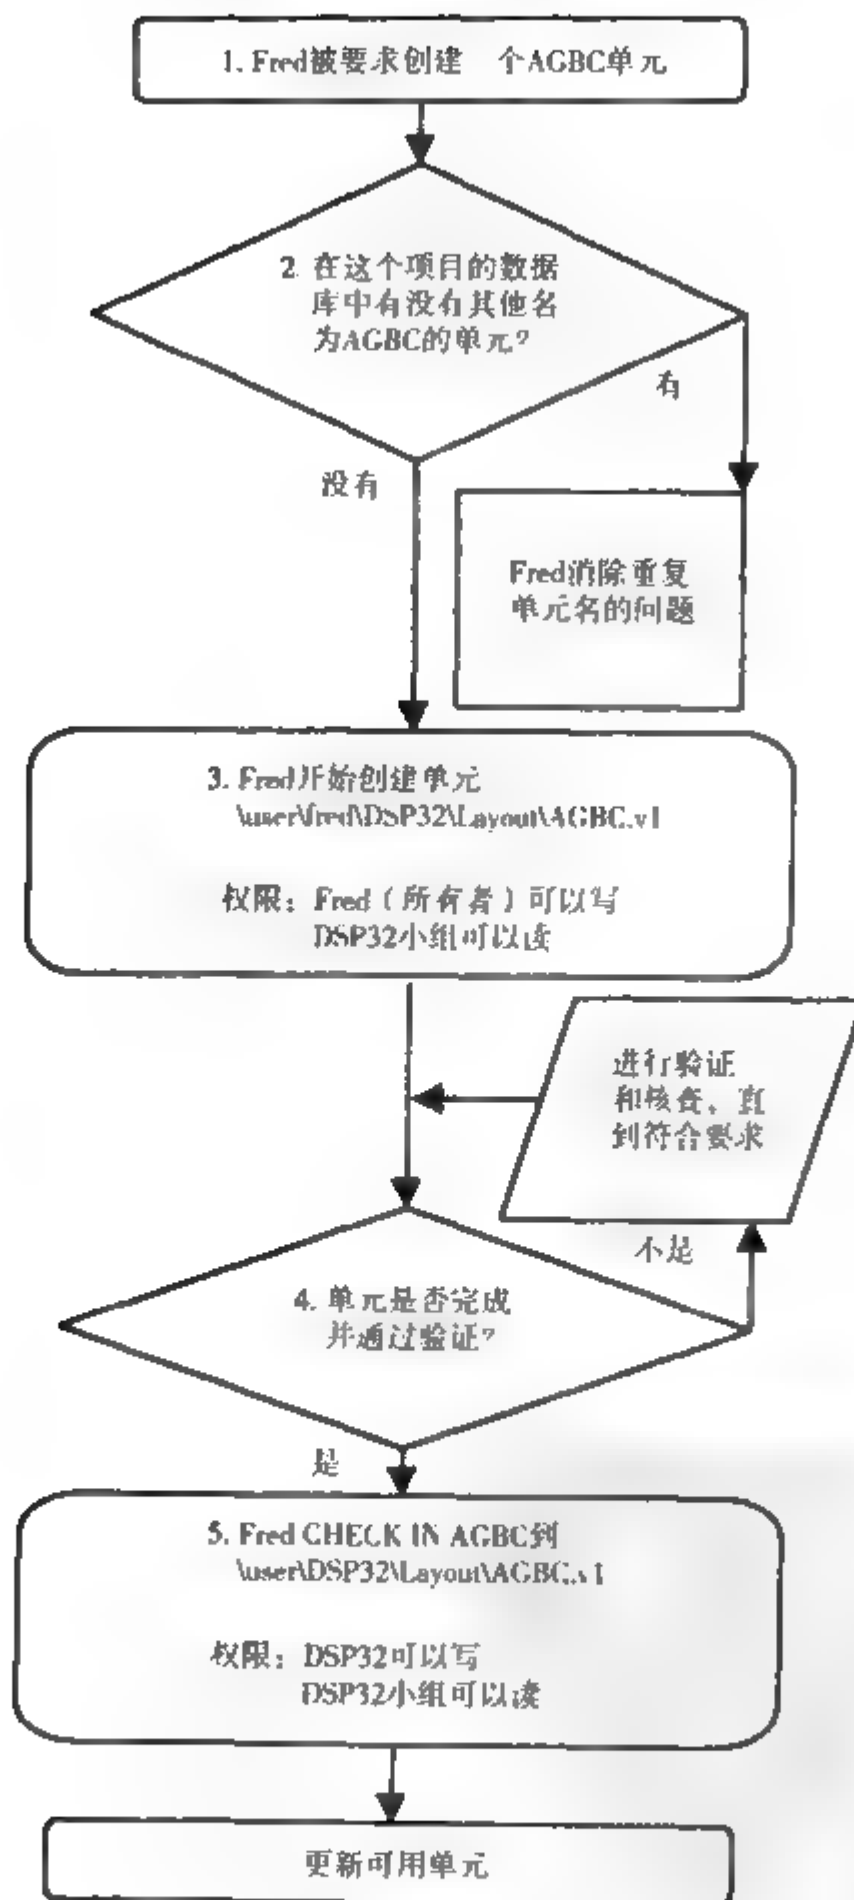 1. Fred被要求创建 个AGBC单元
2. 在这个项目的数据
库中有没有其他名
为AGBC的单元?
有
没有
Fred消除重复
单元名的问题
3. Fred开始创建单元
\user\fred\DSP32\Layout\AGBC.v1
权限：Fred（所有者）可以写
DSP32小组可以读
进行验证
和核查，直
到符合要求
不是
4. 单元是否完成
并通过验证?
是
5. Fred CHECK IN AGBC到
\user\DSP32\Layout\AGBC.v1
权限：DSP32可以写
DSP32小组可以读
更新可用单元